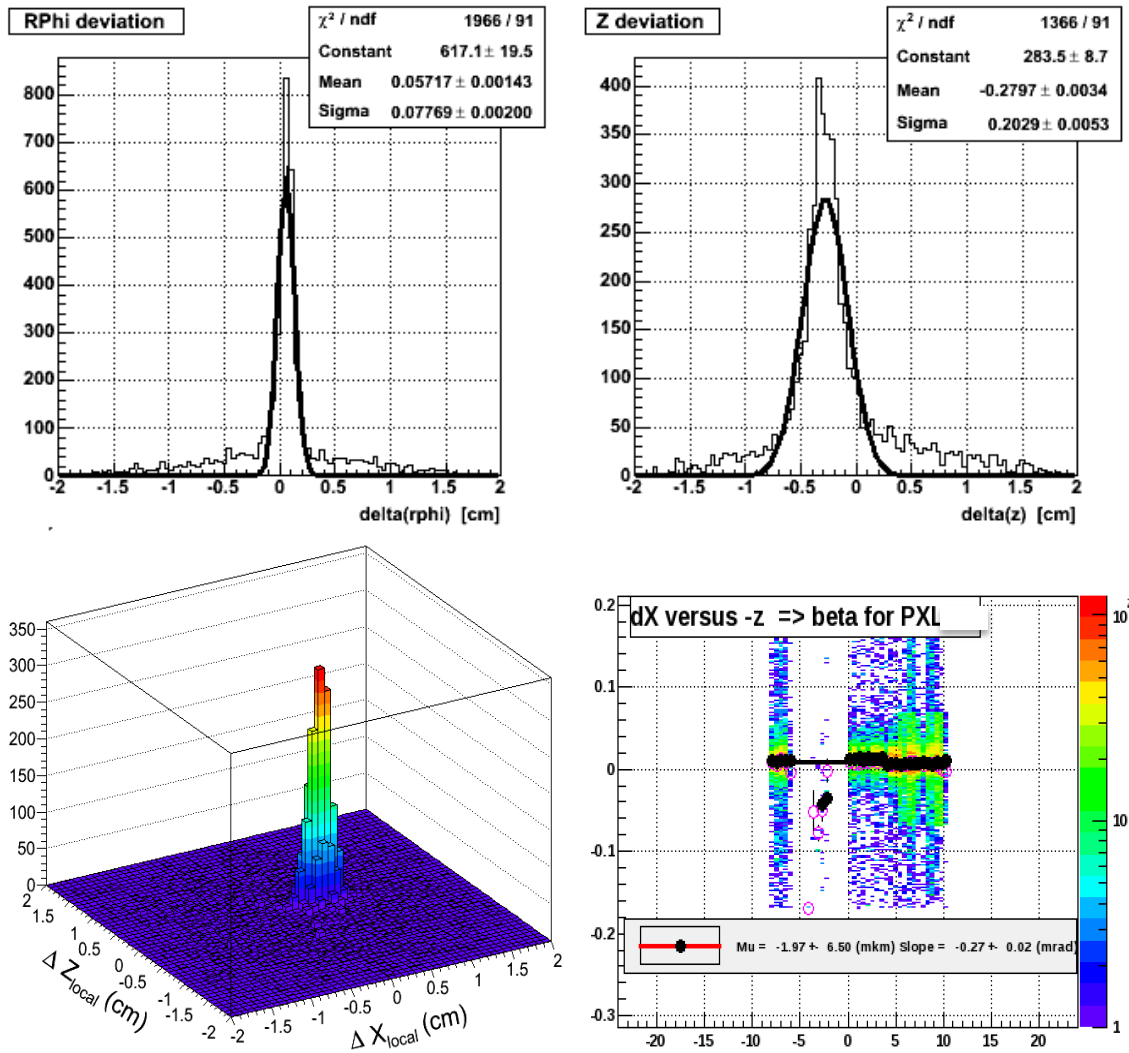 RPhi deviation
χ² / ndf 1966 / 91
Constant 617.1 ± 19.5
Mean 0.05717 ± 0.00143
Sigma 0.07769 ± 0.00200
800
700
600
500
400
300
200
100
0
-2 -1.5 -1 -0.5 0 0.5 1 1.5 2
delta(rphi) [cm]
Z deviation
χ² / ndf 1366 / 91
Constant 283.5 ± 8.7
Mean -0.2797 ± 0.0034
Sigma 0.2029 ± 0.0053
400
350
300
250
200
150
100
50
0
-2 -1.5 -1 -0.5 0 0.5 1 1.5 2
delta(z) [cm]
350
300
250
200
150
100
50
0
2
1.5
1
0.5
0
-0.5
-1
-1.5
-2
Δ Zlocal (cm)
-2 -1.5 -1 -0.5 0 0.5 1 1.5 2
Δ Xlocal (cm)
dX versus -z => beta for PXL
0.2
0.1
0
-0.1
-0.2
-0.3
Mu = -1.97 +- 6.50 (mkm) Slope = -0.27 +- 0.02 (mrad)
-20 -15 -10 -5 0 5 10 15 20
10²
10
1